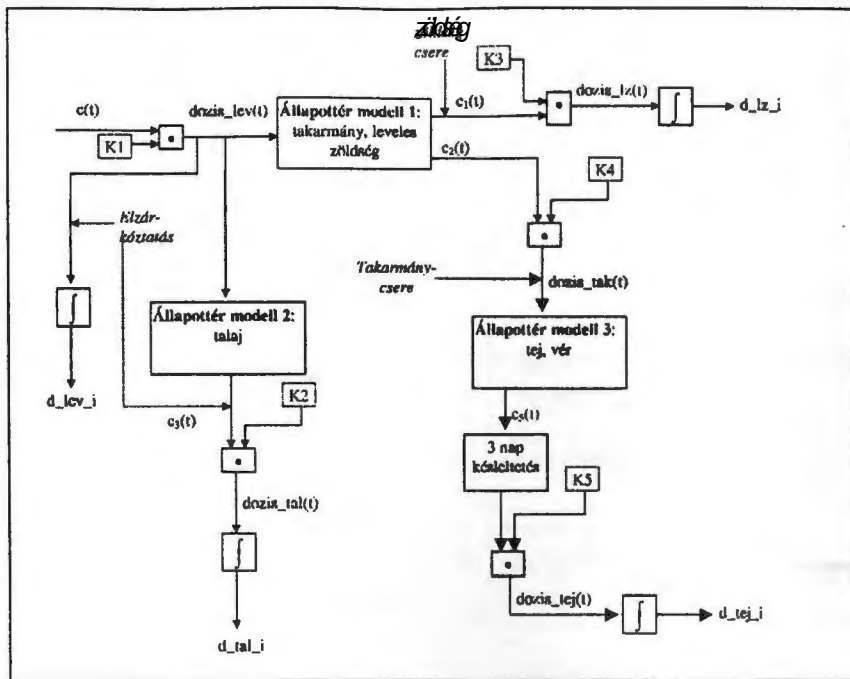 csere
K3
dozis_lz(t)
c(t)
dozis_lev(t)
Állapottér modell 1:
takarmány, leveles
zöldség
c₁(t)
d_lz_i
K1
c₂(t)
K4
Elzár-
kóztatás
Takarmány-
csere
dozis_tak(t)
∫
Állapottér modell 2:
talaj
Állapottér modell 3:
tej, vér
d_lev_i
K2
c₃(t)
c₅(t)
3 nap
késleltetés
K5
dozis_tal(t)
∫
dozis_tej(t)
∫
d_tej_i
d_tal_i